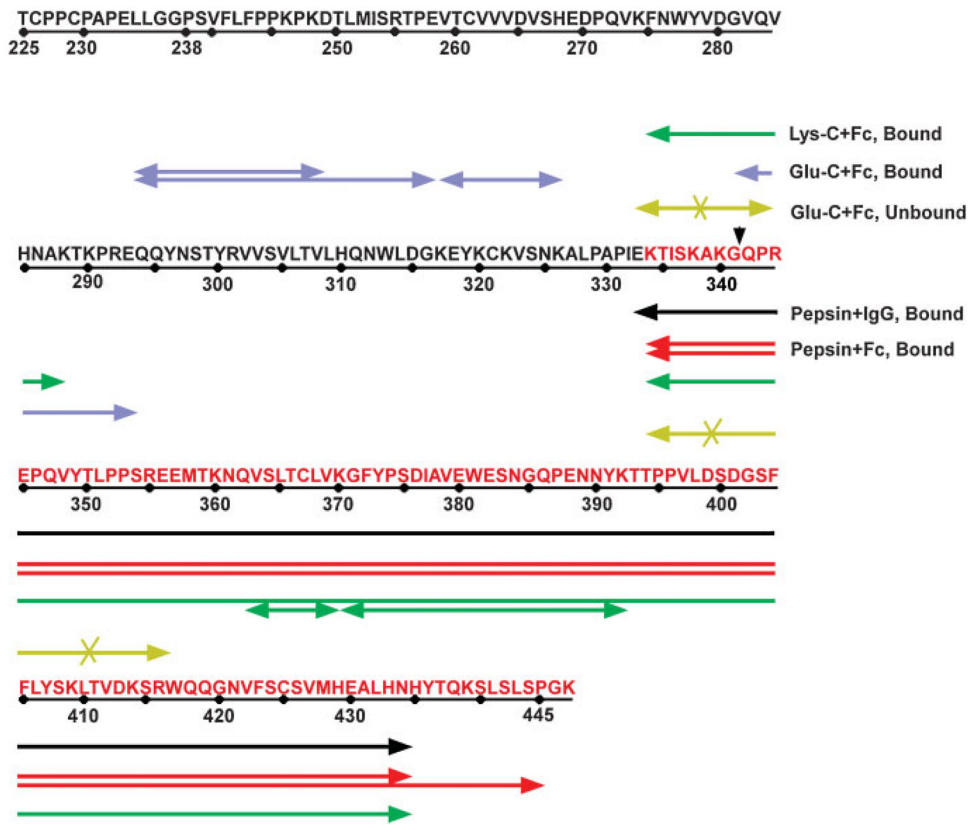 TCPPCPAPELLGGPSVFLFPPKPKDTLMISRTPEVTCVVVDVSHEDPQVKFNWYVDGVQV
225 230 238 250 260 270 280
Lys-C+Fc, Bound
Glu-C+Fc, Bound
Glu-C+Fc, Unbound
HNAKTKPREQQYNSTYRVVSVLTVLHQNWLDGKEYKCKVSNKALPAPIEKTISKAKGQPR
290 300 310 320 330 340
Pepsin+IgG, Bound
Pepsin+Fc, Bound
EPQVYTLPPSREEMTKNQVSLTCLVKGFYPSDIAVEWESNGQPENNYKTTPPVLDSDGSF
350 360 370 380 390 400
FLYSKLTVDKSRWQQGNVFSCSVMHEALHNHYTQKSLSLSPGK
410 420 430 445